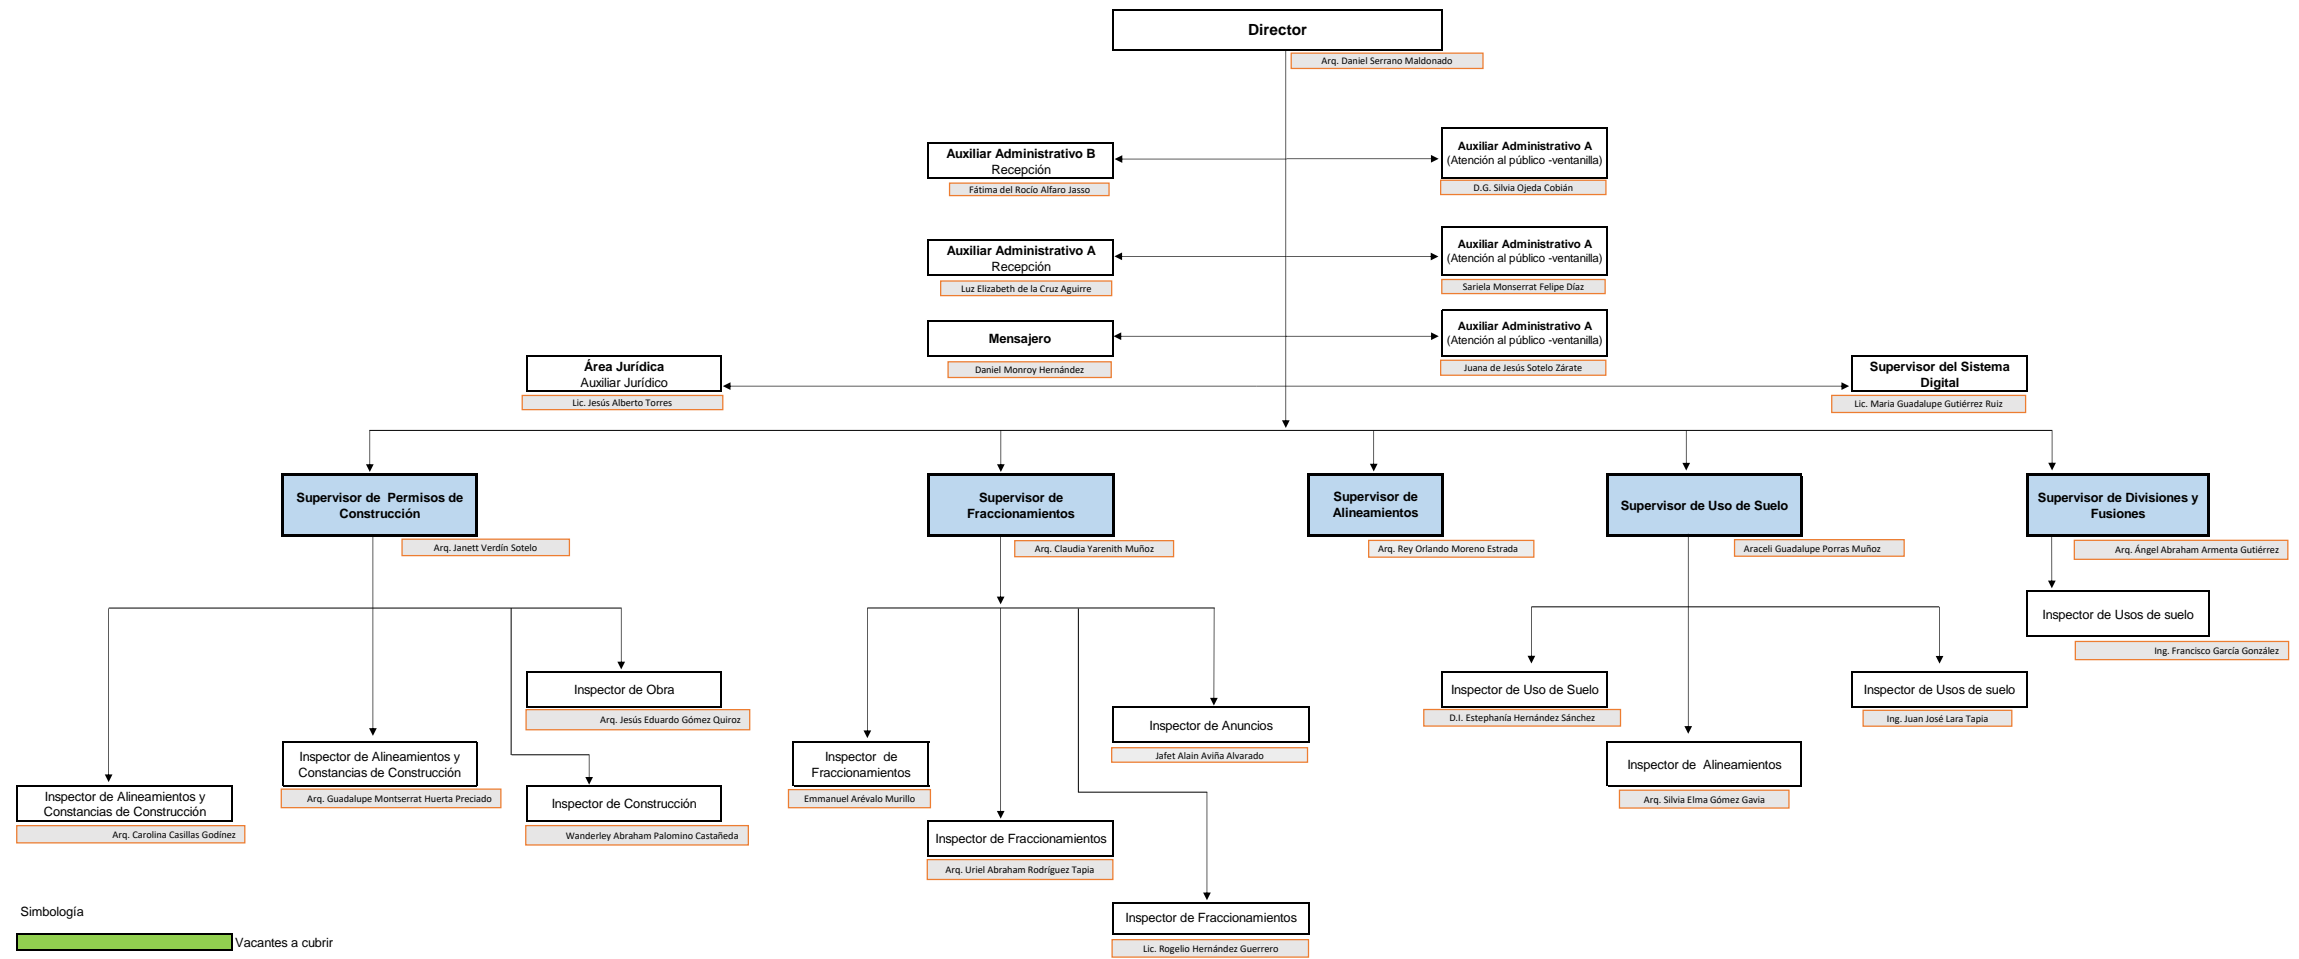 Director
Arq. Daniel Serrano Maldonado
Auxiliar Administrativo B
Recepción
Fátima del Rocío Alfaro Jasso
Auxiliar Administrativo A
(Atención al público -ventanilla)
D.G. Silvia Ojeda Cobián
Auxiliar Administrativo A
Recepción
Luz Elizabeth de la Cruz Aguirre
Auxiliar Administrativo A
(Atención al público -ventanilla)
Sariela Monserrat Felipe Díaz
Mensajero
Daniel Monroy Hernández
Auxiliar Administrativo A
(Atención al público -ventanilla)
Juana de Jesús Sotelo Zárate
Área Jurídica
Auxiliar Jurídico
Lic. Jesús Alberto Torres
Supervisor del Sistema
Digital
Lic. Maria Guadalupe Gutiérrez Ruiz
Supervisor de Permisos de
Construcción
Arq. Janett Verdín Sotelo
Supervisor de
Fraccionamientos
Arq. Claudia Yarenith Muñoz
Supervisor de
Alineamientos
Arq. Rey Orlando Moreno Estrada
Supervisor de Uso de Suelo
Araceli Guadalupe Porras Muñoz
Supervisor de Divisiones y
Fusiones
Arq. Ángel Abraham Armenta Gutiérrez
Inspector de Usos de suelo
Ing. Francisco García González
Inspector de Obra
Arq. Jesús Eduardo Gómez Quiroz
Inspector de Alineamientos y
Constancias de Construcción
Arq. Guadalupe Montserrat Huerta Preciado
Inspector de Alineamientos y
Constancias de Construcción
Arq. Carolina Casillas Godínez
Inspector de Construcción
Wanderley Abraham Palomino Castañeda
Inspector de Anuncios
Jafet Alain Aviña Alvarado
Inspector de
Fraccionamientos
Emmanuel Arévalo Murillo
Inspector de Fraccionamientos
Arq. Uriel Abraham Rodríguez Tapia
Inspector de Fraccionamientos
Lic. Rogelio Hernández Guerrero
Inspector de Uso de Suelo
D.I. Estephanía Hernández Sánchez
Inspector de Usos de suelo
Ing. Juan José Lara Tapia
Inspector de Alineamientos
Arq. Silvia Elma Gómez Gavia
Simbología
Vacantes a cubrir